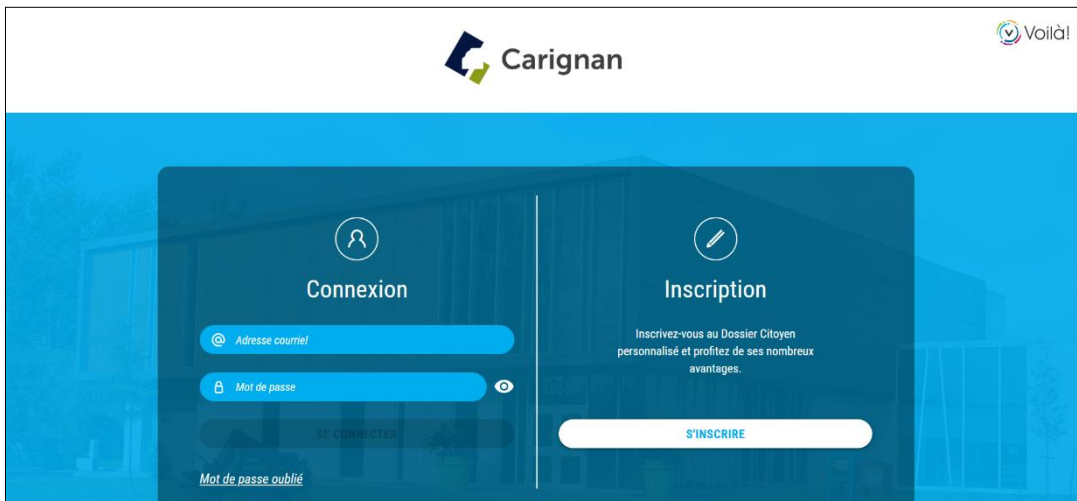 Carignan
Voilà!
Connexion
Adresse courriel
Mot de passe
SE CONNECTER
Mot de passe oublié
Inscription
Inscrivez-vous au Dossier Citoyen
personnalisé et profitez de ses nombreux
avantages.
S'INSCRIRE